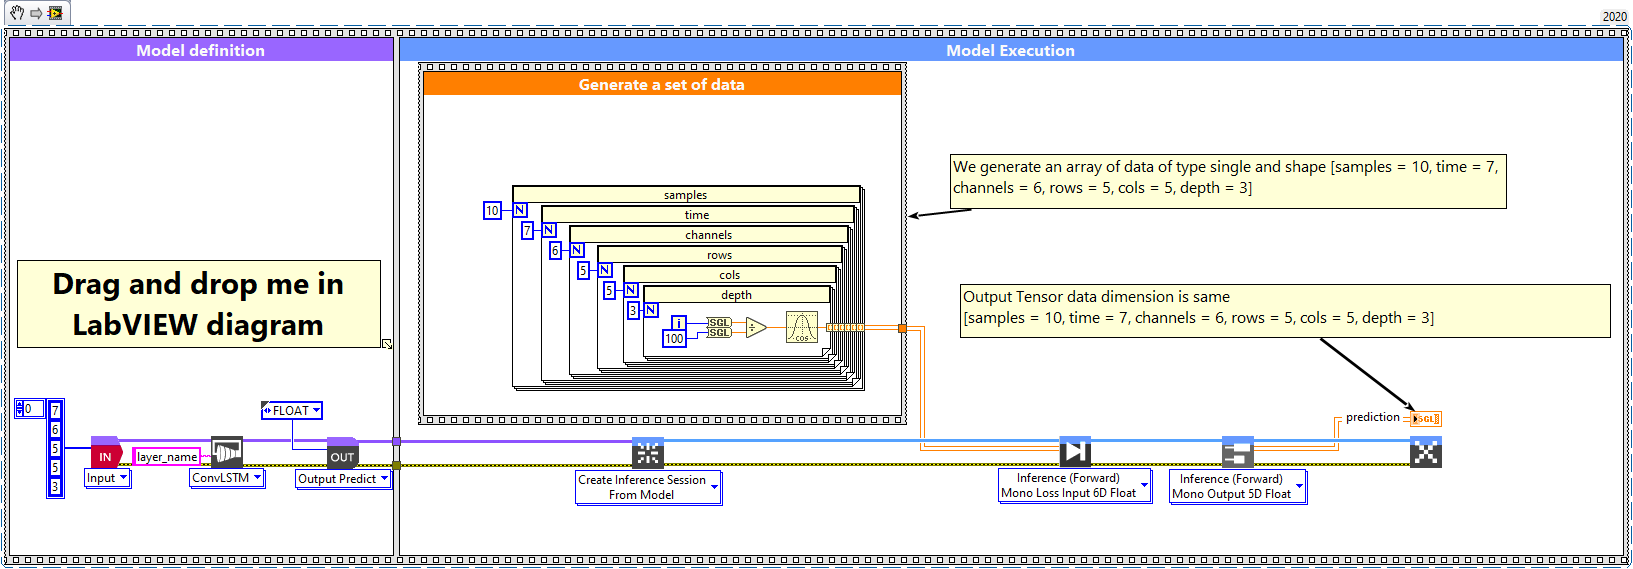 2020
Model definition
Model Execution
Generate a set of data
We generate an array of data of type single and shape [samples = 10, time = 7,
channels = 6, rows = 5, cols = 5, depth = 3]
samples
10
N
time
7
N
channels
6
N
rows
5
N
cols
5
N
depth
3
N
i
SGL
SGL
100
÷
cos
Drag and drop me in
LabVIEW diagram
Output Tensor data dimension is same
[samples = 10, time = 7, channels = 6, rows = 5, cols = 5, depth = 3]
0
7
6
5
5
3
FLOAT
prediction
SGL
IN
layer_name
OUT
Input
ConvLSTM
Output Predict
Create Inference Session
From Model
Inference (Forward)
Mono Loss Input 6D Float
Inference (Forward)
Mono Output 5D Float